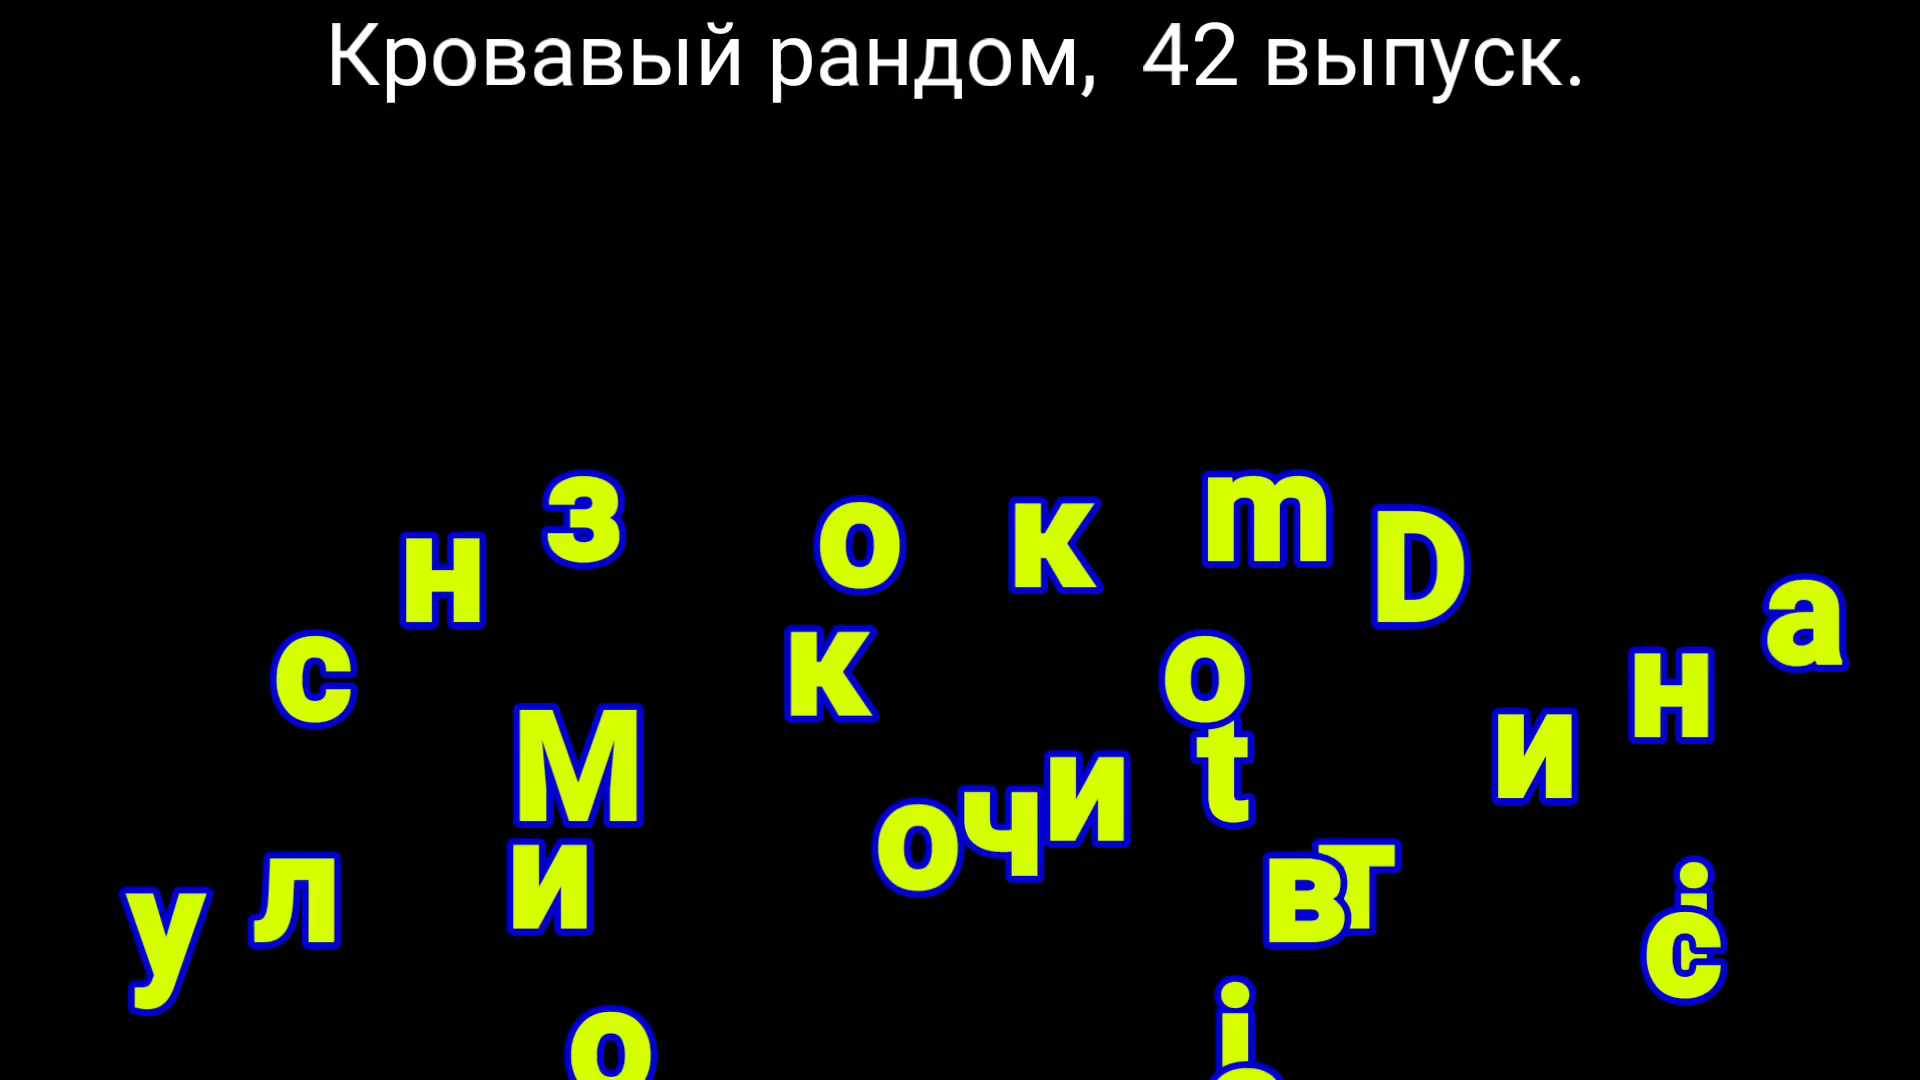 Кровавый рандом, 42 выпуск.
з
m
о
к
D
н
а
к
с
о
н
М
и
t
и
ч
о
и
т
л
в
у
i
с
i
о